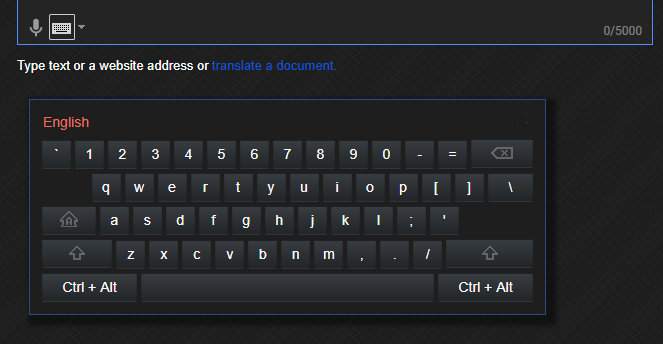 0/5000
Type text or a website address or translate a document.
English
` 1 2 3 4 5 6 7 8 9 0 - =
q w e r t y u i o p [ ] \
a s d f g h j k l ; '
z x c v b n m , . /
Ctrl + Alt Ctrl + Alt